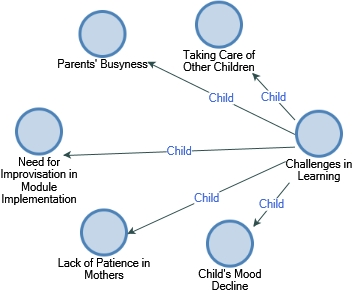 Taking Care of
Other Children
Parents' Busyness
Child
Child
Child
Need for
Improvisation in
Module
Implementation
Challenges in
Learning
Child
Child
Lack of Patience in
Mothers
Child's Mood
Decline